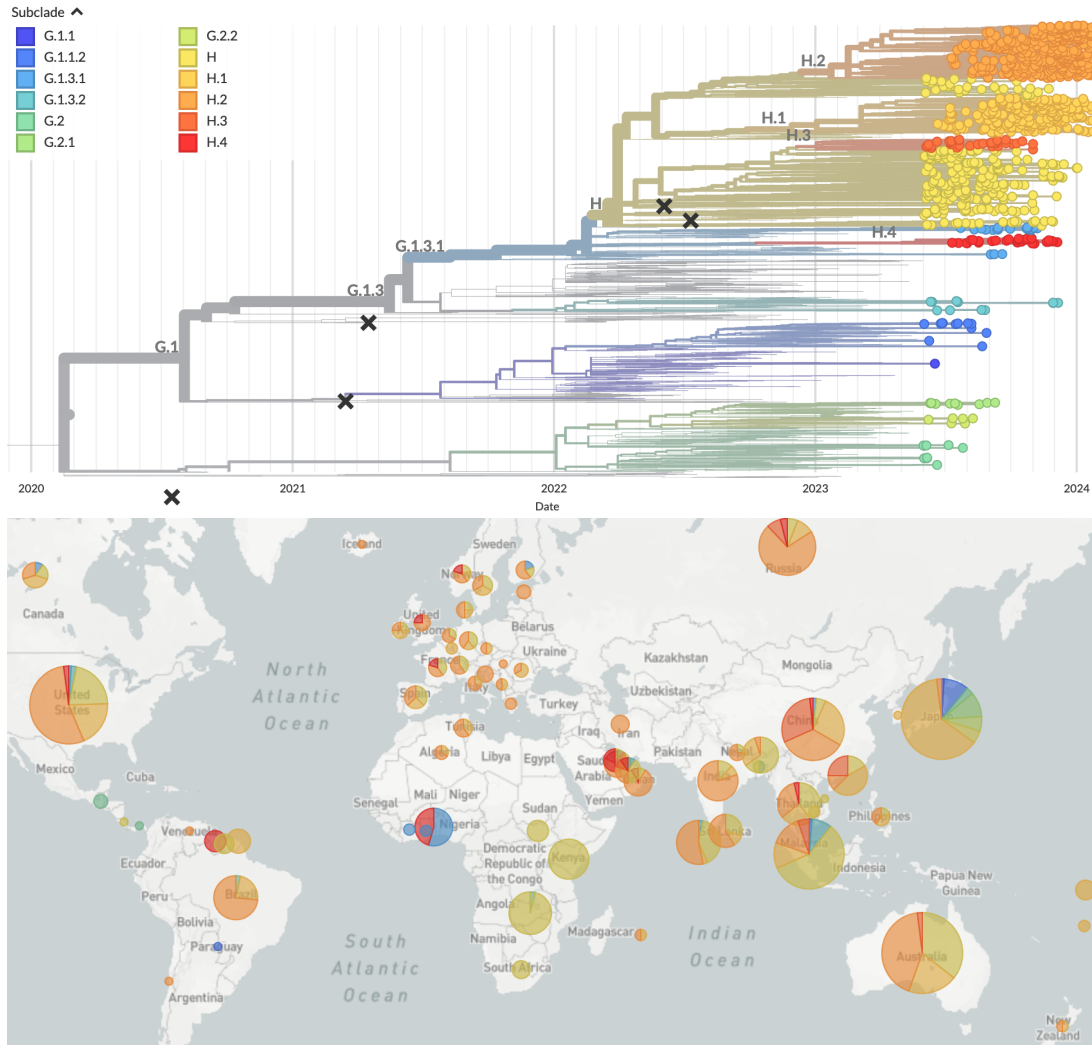 Subclade
G.1.1
G.1.1.2
G.1.3.1
G.1.3.2
G.2
G.2.1
G.2.2
H
H.1
H.2
H.3
H.4
H.2
H.1
H.3
H
H.4
G.1.3.1
G.1.3
G.1
2020
2021
2022
2023
2024
Date
Iceland
Sweden
Norway
Russia
Canada
United
Kingdom
Belarus
Ukraine
Kazakhstan
Mongolia
North
Atlantic
Ocean
France
United
States
Spain
Italy
Turkey
Uzbekistan
China
Japan
Tunisia
Iraq
Iran
Algeria
Libya
Egypt
Saudi
Arabia
Pakistan
Nepal
Mexico
Cuba
Mali
Niger
Oman
India
Senegal
Sudan
Yemen
Thailand
Philippines
Venezuela
Nigeria
Sri Lanka
Ecuador
Democratic
Republic of
the Congo
Kenya
Malaysia
Indonesia
Papua New
Guinea
Peru
Brazil
Angola
Bolivia
Namibia
Madagascar
Indian
Ocean
Paraguay
South
Atlantic
Ocean
South Africa
Australia
Argentina
New
Zealand